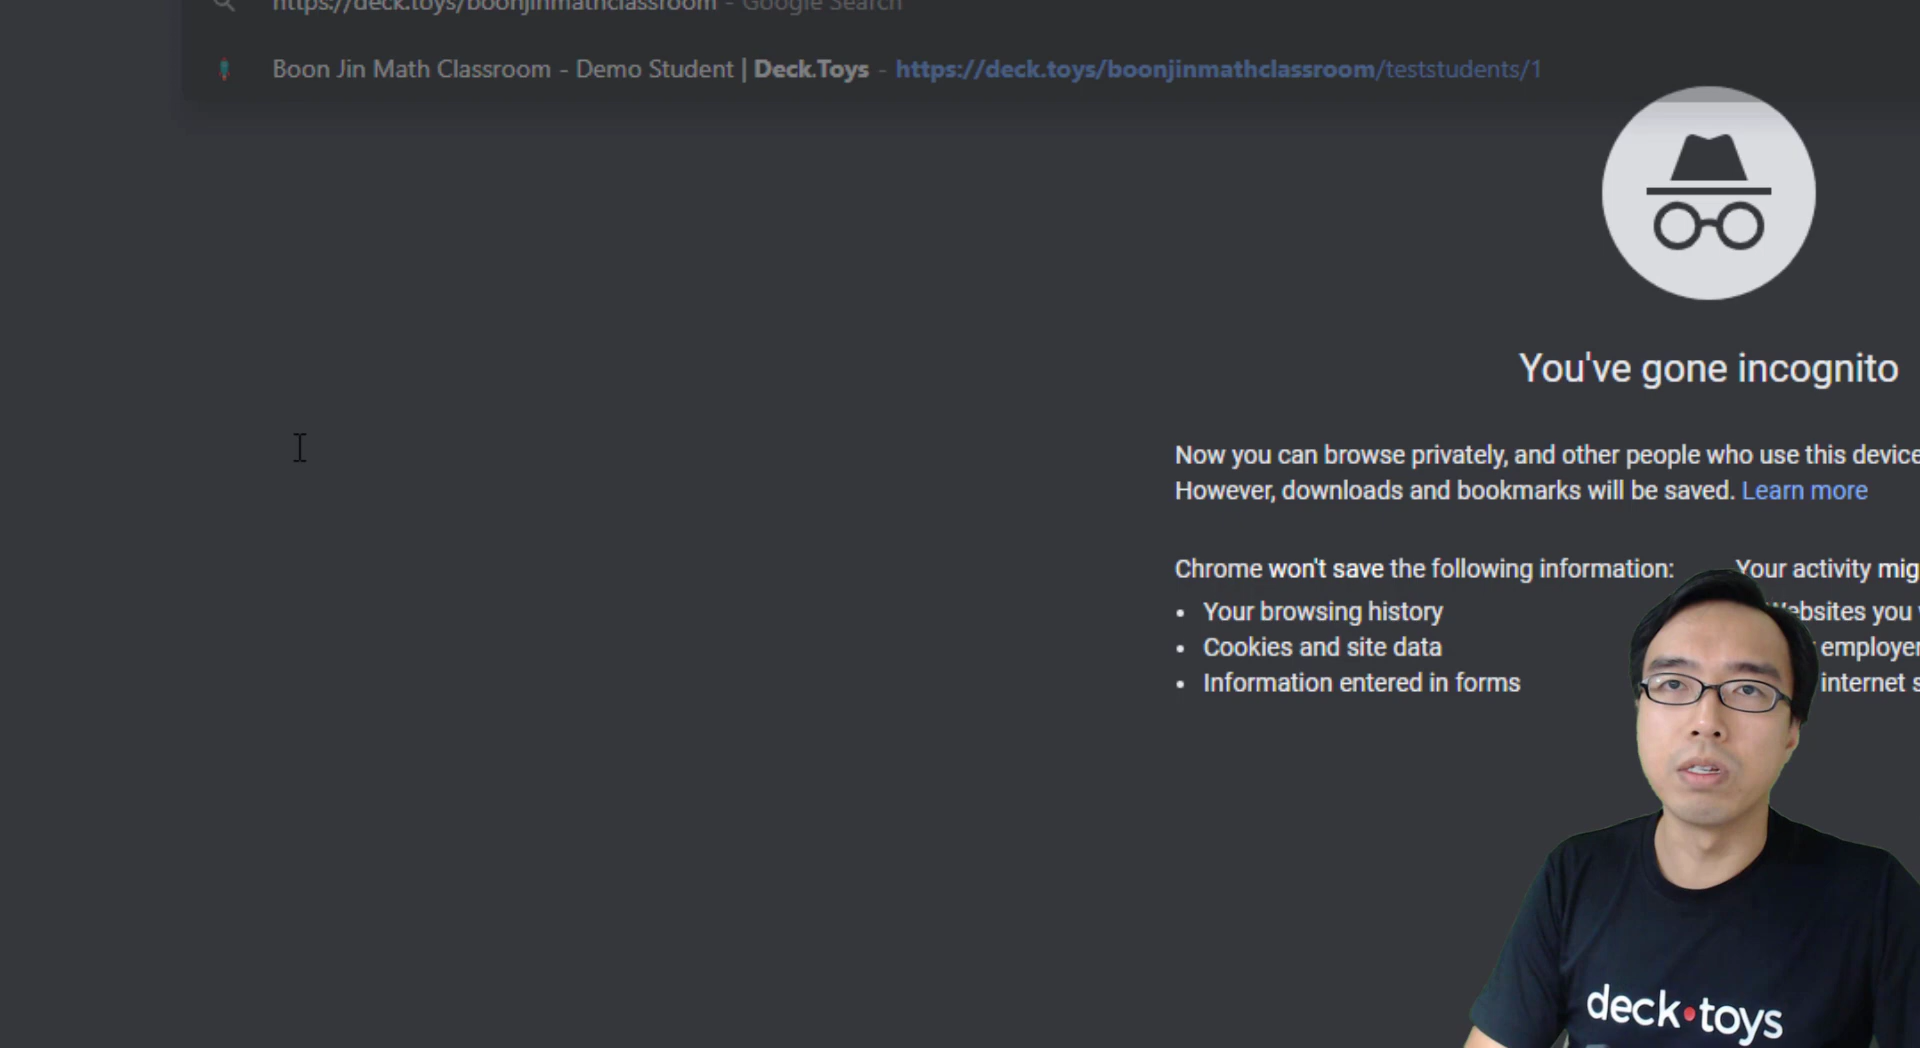 https://deck.toys/boonjinmathclassroom - Google Search
Boon Jin Math Classroom - Demo Student | Deck.Toys - https://deck.toys/boonjinmathclassroom/teststudents/1
You've gone incognito
Now you can browse privately, and other people who use this device
However, downloads and bookmarks will be saved. Learn more
Chrome won't save the following information:
• Your browsing history
• Cookies and site data
• Information entered in forms
Your activity mig
Websites you
employer
internet s
deck•toys